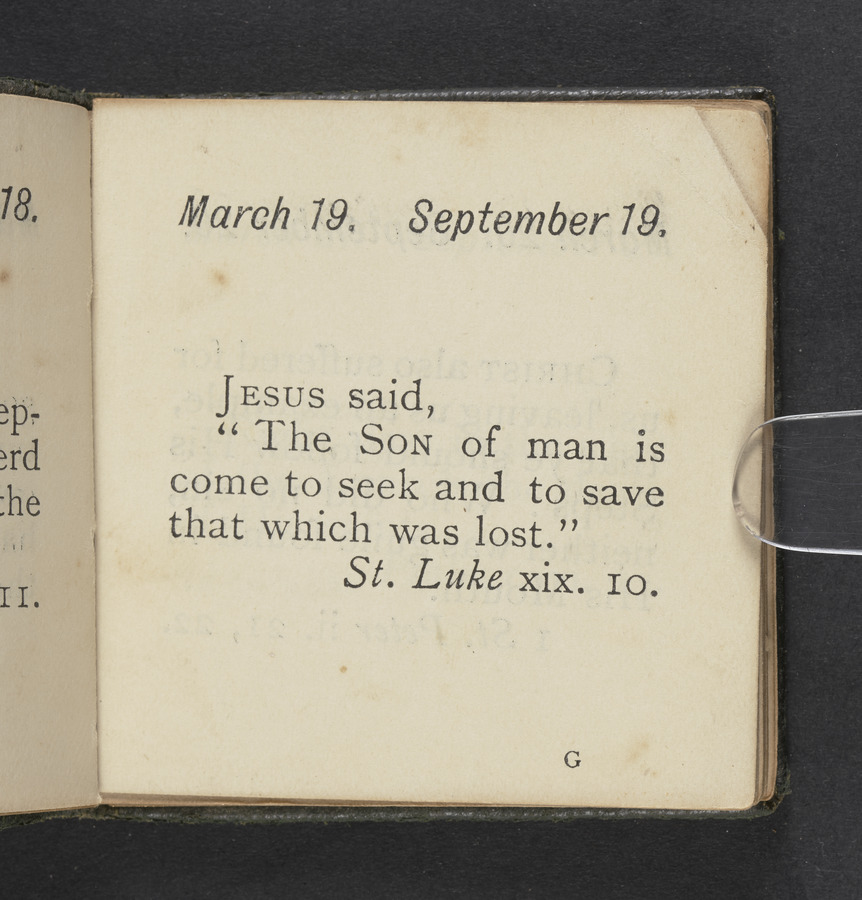 18.
ep-
erd
the
11.
March 19. September 19.
JESUS said,
“ The SON of man is
come to seek and to save
that which was lost.”
St. Luke xix. 10.
G